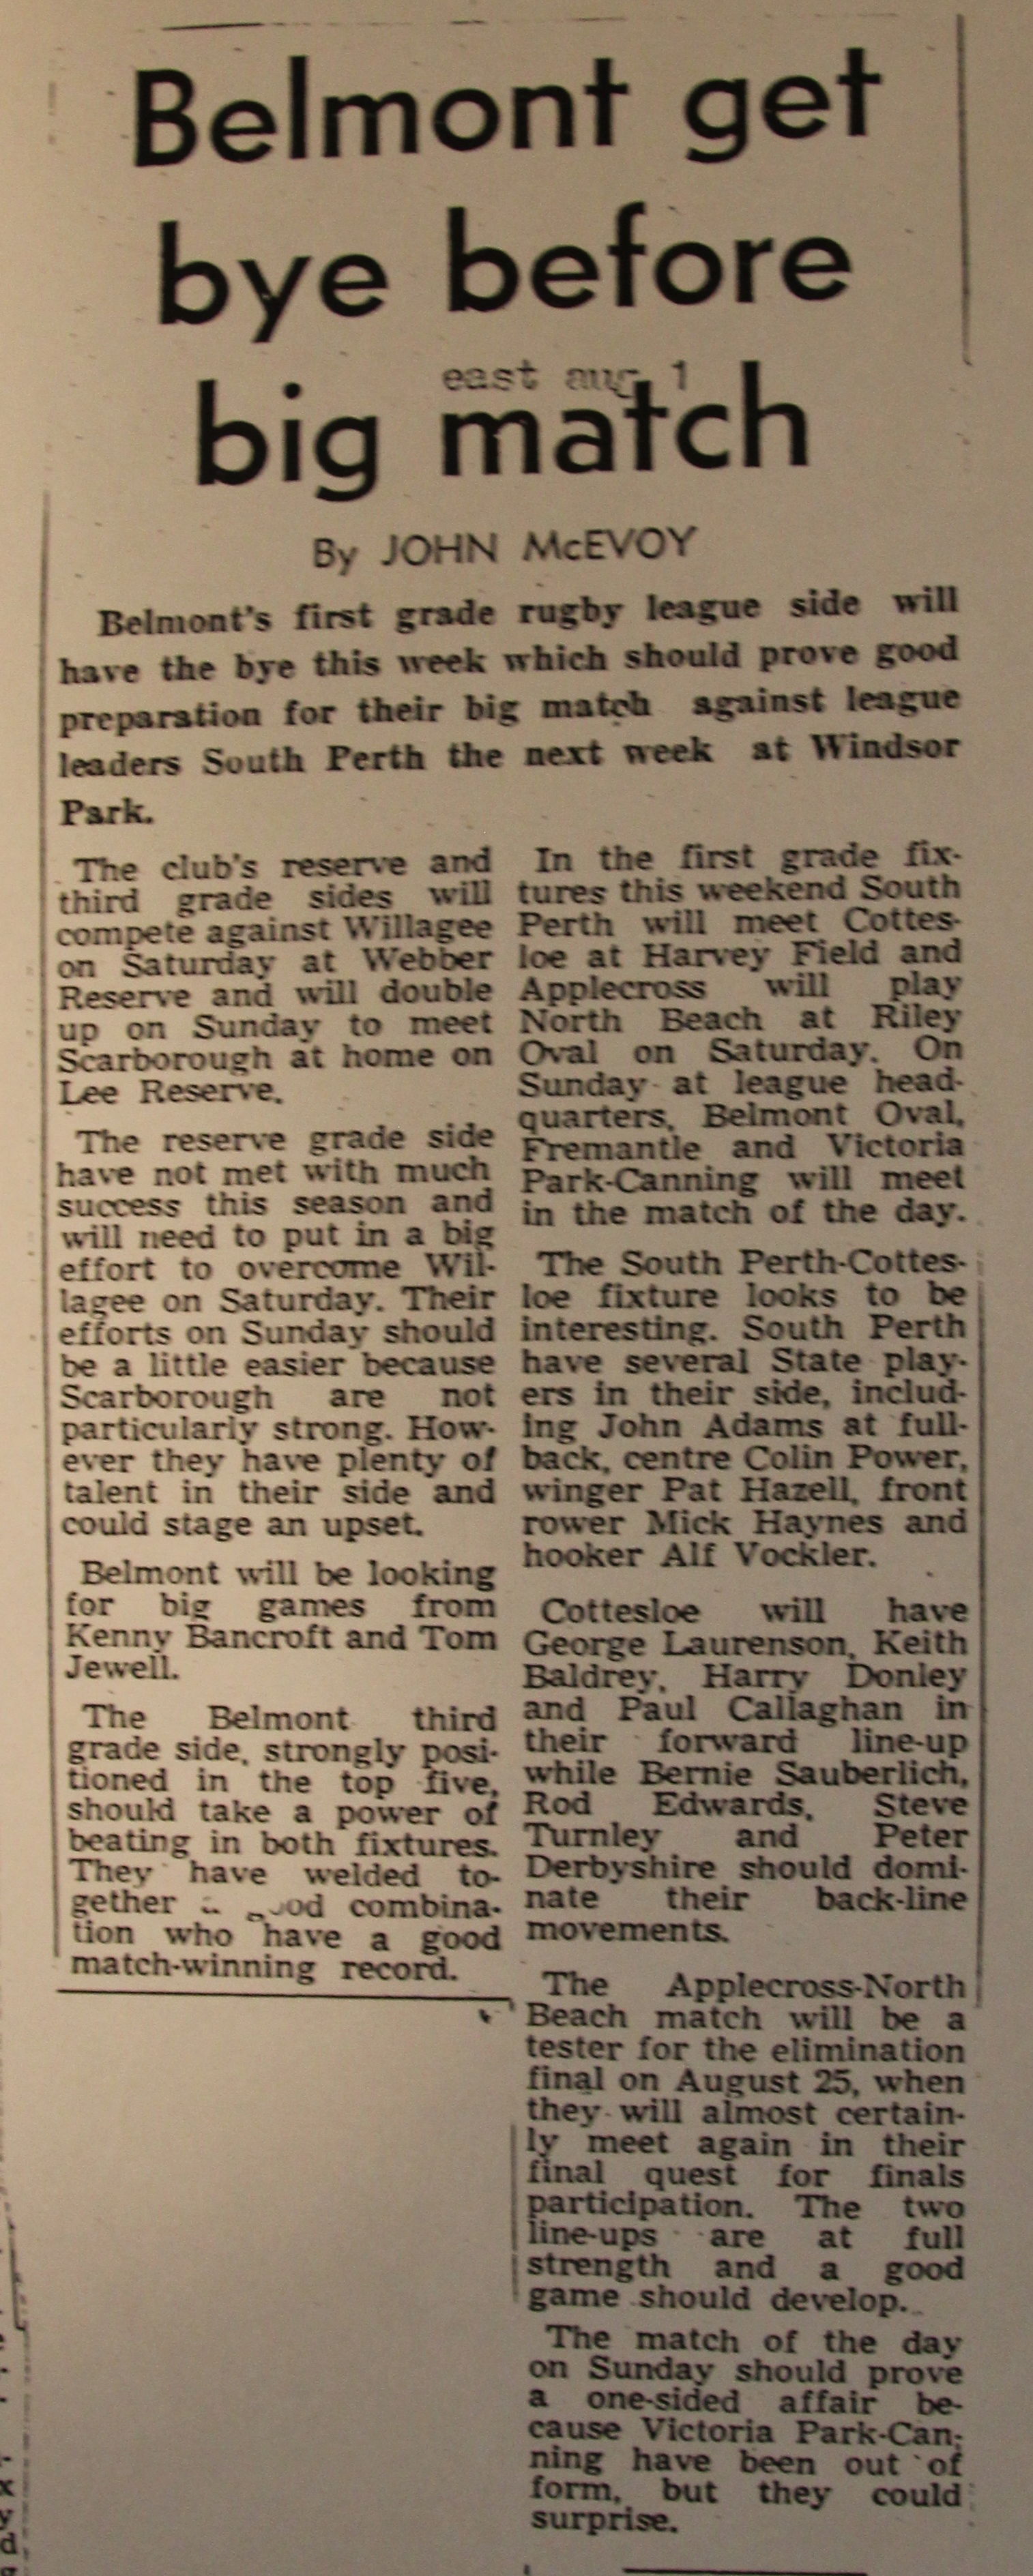 Belmont get
bye before
east aug 1
big match
By JOHN McEVOY
Belmont's first grade rugby league side will
have the bye this week which should prove good
preparation for their big match against league
leaders South Perth the next week at Windsor
Park.
The club's reserve and
third grade sides will
compete against Willagee
on Saturday at Webber
Reserve and will double
up on Sunday to meet
Scarborough at home on
Lee Reserve.
The reserve grade side
have not met with much
success this season and
will need to put in a big
effort to overcome Wil-
lagee on Saturday. Their
efforts on Sunday should
be a little easier because
Scarborough are not
particularly strong. How-
ever they have plenty of
talent in their side and
could stage an upset.
Belmont will be looking
for big games from
Kenny Bancroft and Tom
Jewell.
The Belmont third
grade side, strongly posi-
tioned in the top five,
should take a power of
beating in both fixtures.
They have welded to-
gether combina-
tion who have a good
match-winning record.
In the first grade fix-
tures this weekend South
Perth will meet Cottes-
loe at Harvey Field and
Applecross will play
North Beach at Riley
Oval on Saturday. On
Sunday at league head-
quarters, Belmont Oval,
Fremantle and Victoria
Park-Canning will meet
in the match of the day.
The South Perth-Cottes-
loe fixture looks to be
interesting. South Perth
have several State play-
ers in their side, includ-
ing John Adams at full-
back, centre Colin Power,
winger Pat Hazell, front
rower Mick Haynes and
hooker Alf Vockler.
Cottesloe will have
George Laurenson, Keith
Baldrey, Harry Donley
and Paul Callaghan in
their forward line-up
while Bernie Sauberlich,
Rod Edwards, Steve
Turnley and Peter
Derbyshire should domi-
nate their back-line
movements.
The Applecross-North
Beach match will be a
tester for the elimination
final on August 25, when
they will almost certain-
ly meet again in their
final quest for finals
participation. The two
line-ups are at full
strength and a good
game should develop.
The match of the day
on Sunday should prove
a one-sided affair be-
cause Victoria Park-Can-
ning have been out of
form, but they could
surprise.